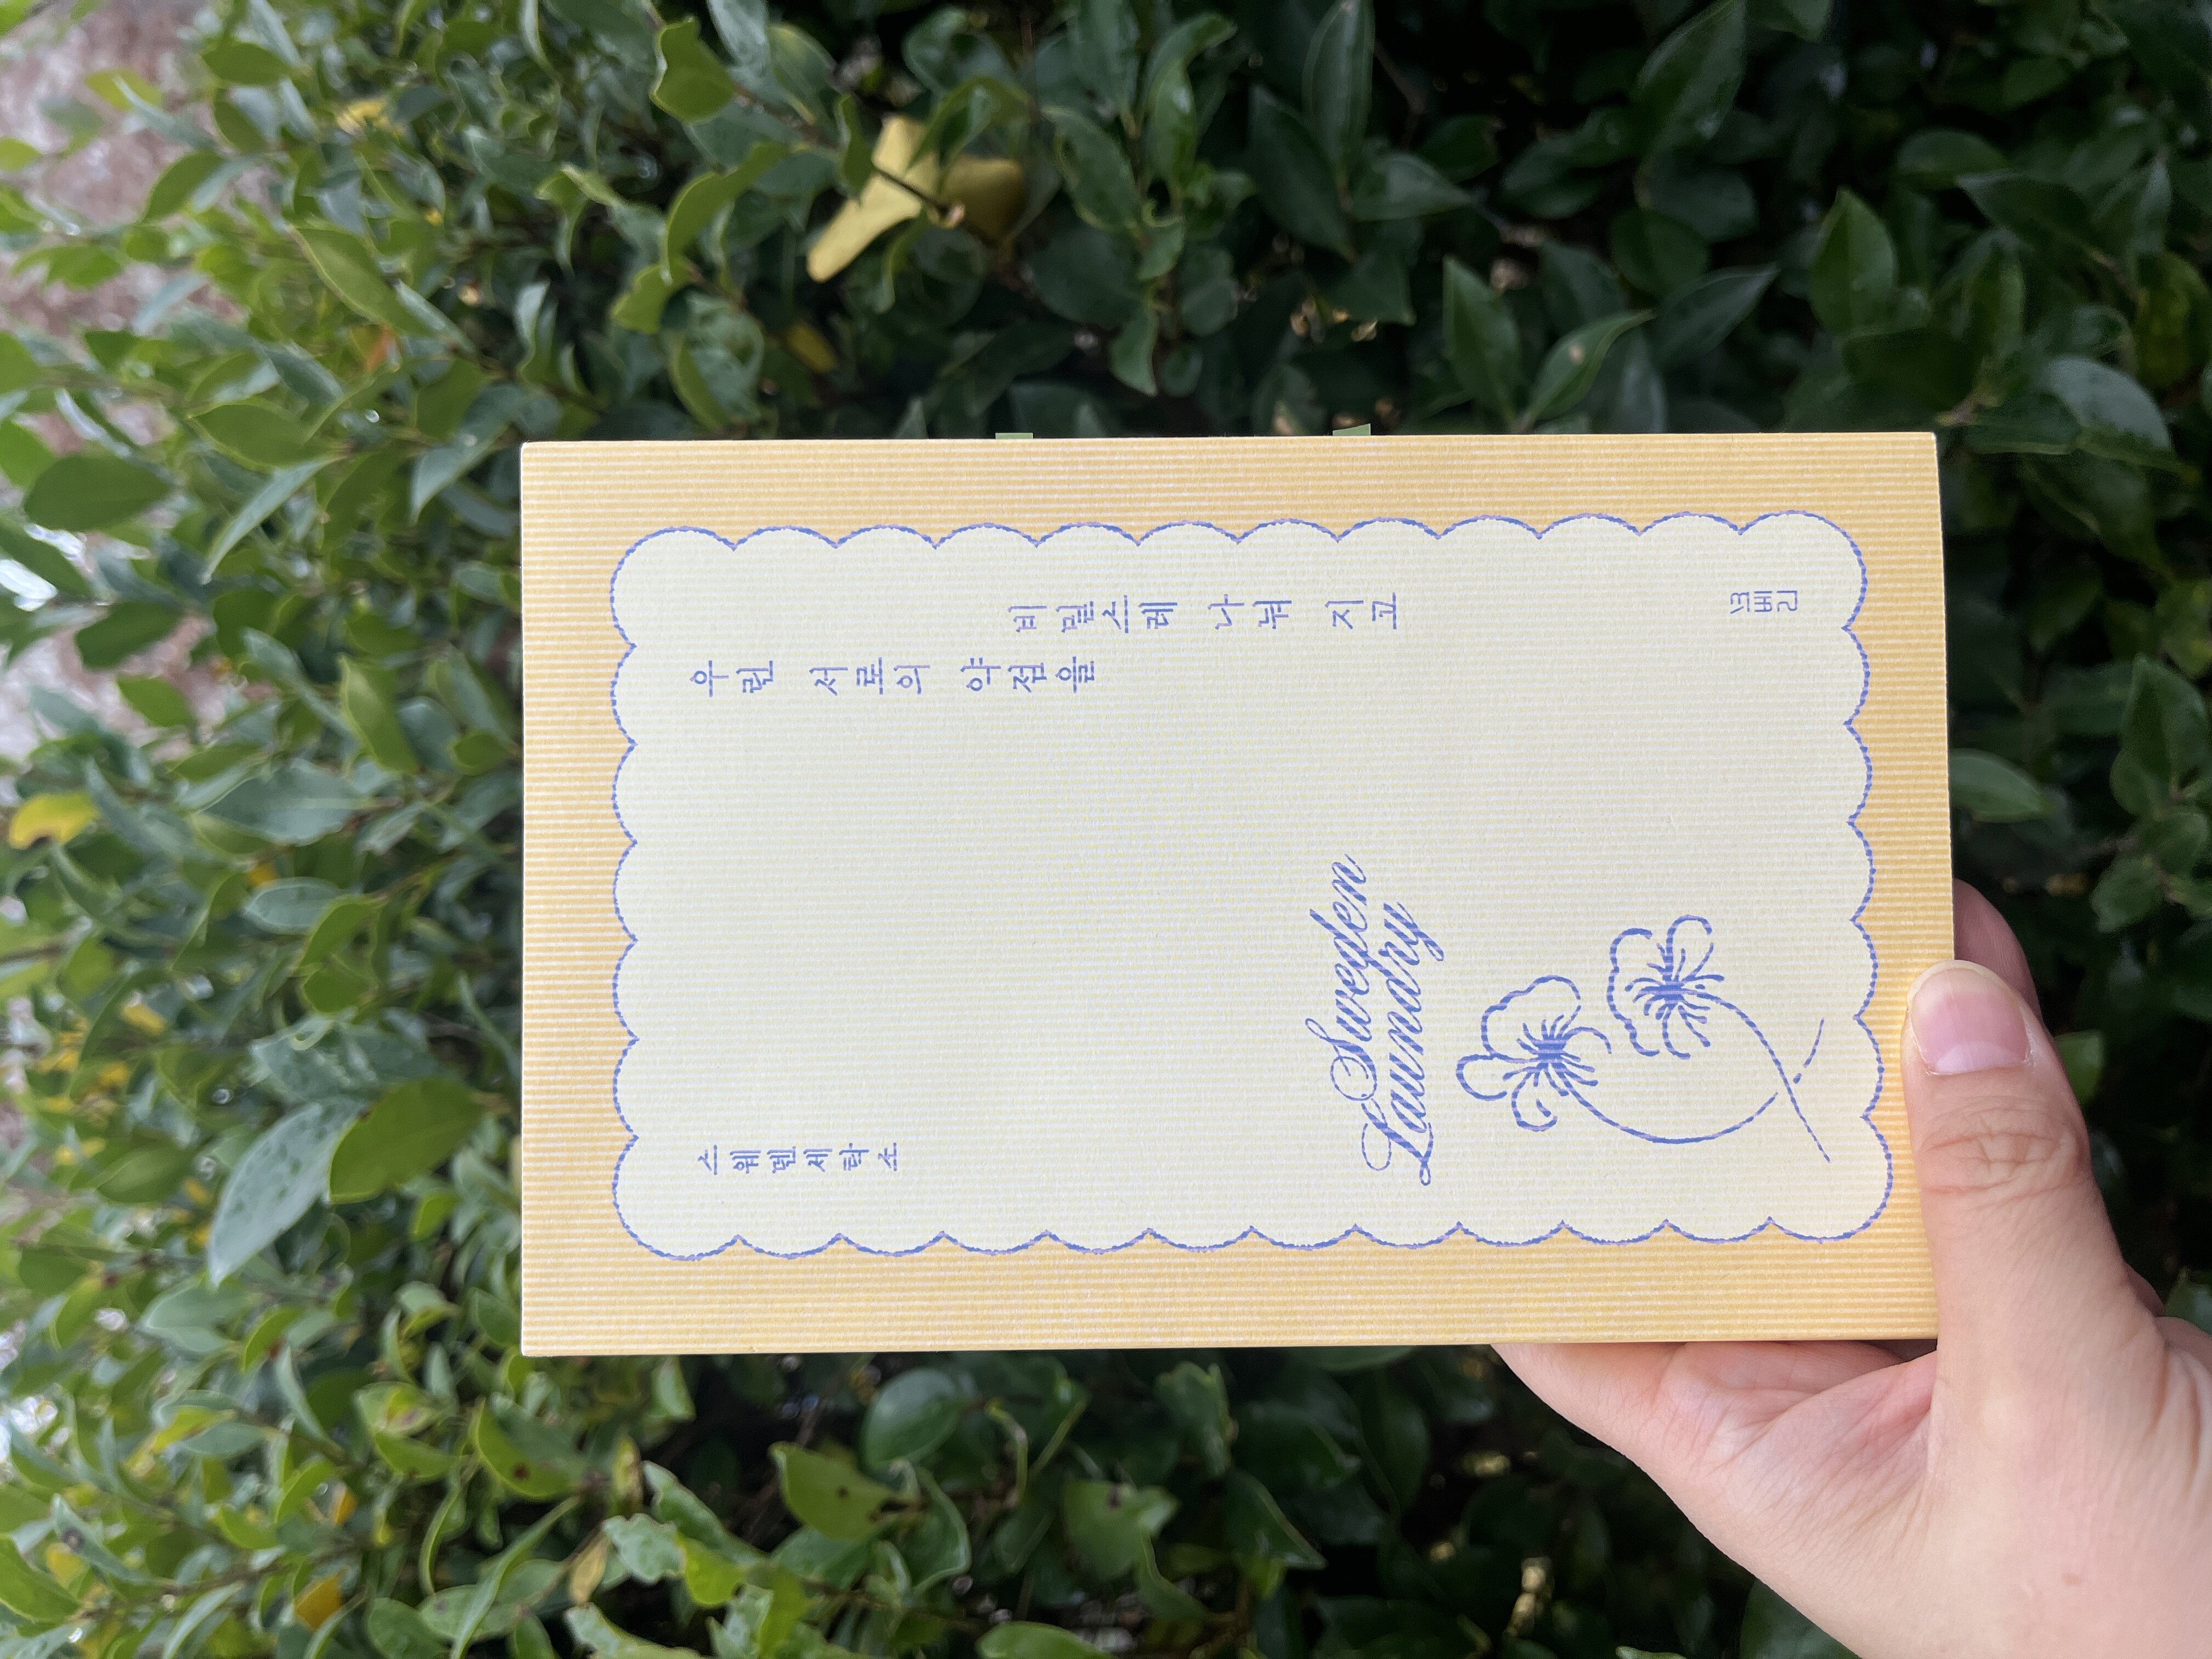 우린 서로의 약점을
비밀스레 나눠 지고
스웨덴세탁소
Sweden
Laundry